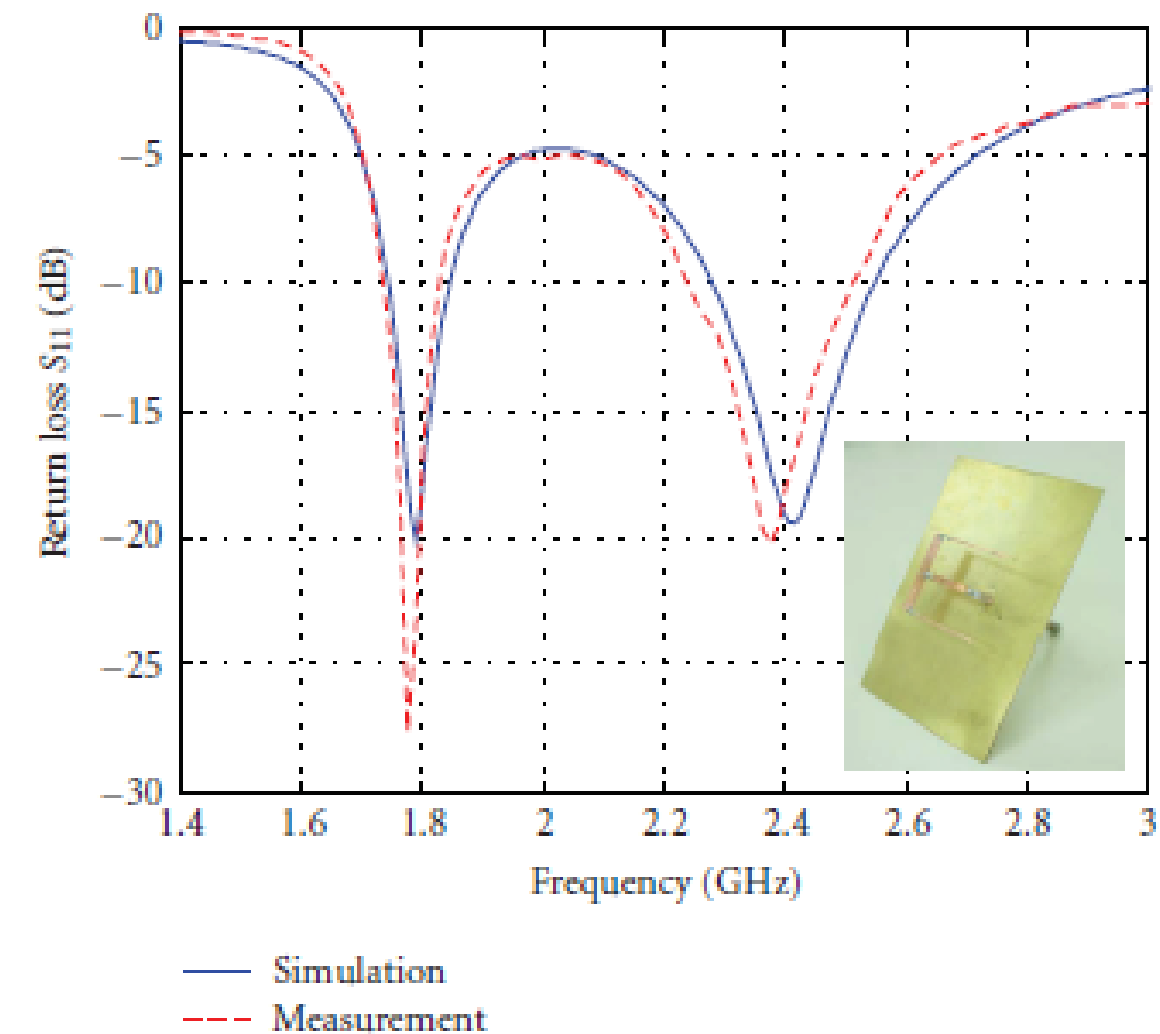 0
−5
−10
−15
−20
−25
−30
Return loss S11 (dB)
1.4 1.6 1.8 2 2.2 2.4 2.6 2.8 3
Frequency (GHz)
Simulation
Measurement